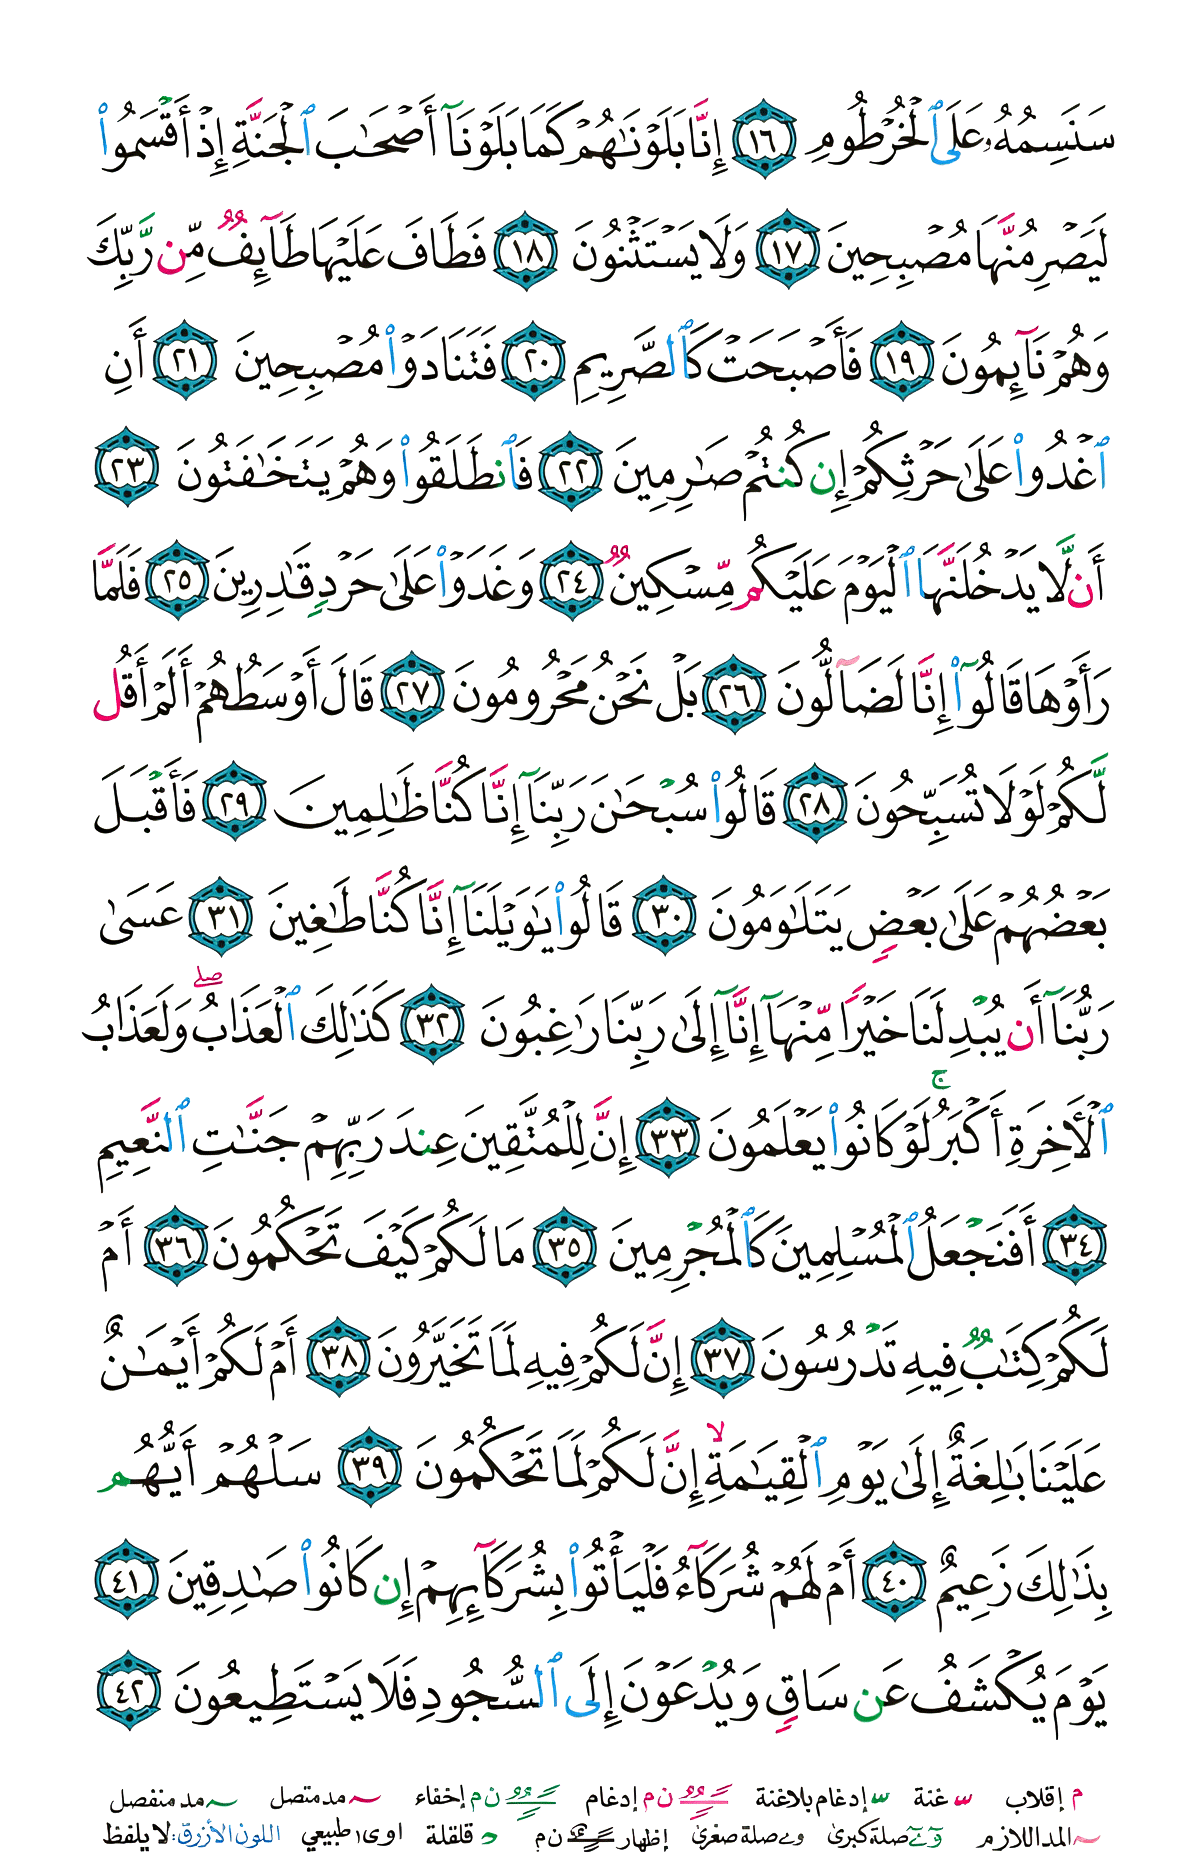 سَنَسِمُهُۥ عَلَى ٱلْخُرْطُومِ ١٦ إِنَّا بَلَوْنَـٰهُمْ كَمَا بَلَوْنَآ أَصْحَـٰبَ ٱلْجَنَّةِ إِذْ أَقْسَمُوا۟
لَيَصْرِمُنَّهَا مُصْبِحِينَ ١٧ وَلَا يَسْتَثْنُونَ ١٨ فَطَافَ عَلَيْهَا طَآئِفٌ مِّن رَّبِّكَ
وَهُمْ نَآئِمُونَ ١٩ فَأَصْبَحَتْ كَٱلصَّرِيمِ ٢٠ فَتَنَادَوْا۟ مُصْبِحِينَ ٢١ أَنِ
ٱغْدُوا۟ عَلَىٰ حَرْثِكُمْ إِن كُنتُمْ صَـٰرِمِينَ ٢٢ فَٱنطَلَقُوا۟ وَهُمْ يَتَخَـٰفَتُونَ ٢٣
أَن لَّا يَدْخُلَنَّهَا ٱلْيَوْمَ عَلَيْكُم مِّسْكِينٌ ٢٤ وَغَدَوْا۟ عَلَىٰ حَرْدٍ قَـٰدِرِينَ ٢٥ فَلَمَّا
رَأَوْهَا قَالُوٓا۟ إِنَّا لَضَآلُّونَ ٢٦ بَلْ نَحْنُ مَحْرُومُونَ ٢٧ قَالَ أَوْسَطُهُمْ أَلَمْ أَقُل
لَّكُمْ لَوْلَا تُسَبِّحُونَ ٢٨ قَالُوا۟ سُبْحَـٰنَ رَبِّنَآ إِنَّا كُنَّا ظَـٰلِمِينَ ٢٩ فَأَقْبَلَ
بَعْضُهُمْ عَلَىٰ بَعْضٍ يَتَلَـٰوَمُونَ ٣٠ قَالُوا۟ يَـٰوَيْلَنَآ إِنَّا كُنَّا طَـٰغِينَ ٣١ عَسَىٰ
رَبُّنَآ أَن يُبْدِلَنَا خَيْرًا مِّنْهَآ إِنَّآ إِلَىٰ رَبِّنَا رَٰغِبُونَ ٣٢ كَذَٰلِكَ ٱلْعَذَابُ ۖ وَلَعَذَابُ
ٱلْـَٔاخِرَةِ أَكْبَرُ ۚ لَوْ كَانُوا۟ يَعْلَمُونَ ٣٣ إِنَّ لِلْمُتَّقِينَ عِندَ رَبِّهِمْ جَنَّـٰتِ ٱلنَّعِيمِ
٣٤ أَفَنَجْعَلُ ٱلْمُسْلِمِينَ كَٱلْمُجْرِمِينَ ٣٥ مَا لَكُمْ كَيْفَ تَحْكُمُونَ ٣٦ أَمْ
لَكُمْ كِتَـٰبٌ فِيهِ تَدْرُسُونَ ٣٧ إِنَّ لَكُمْ فِيهِ لَمَا تَخَيَّرُونَ ٣٨ أَمْ لَكُمْ أَيْمَـٰنٌ
عَلَيْنَا بَـٰلِغَةٌ إِلَىٰ يَوْمِ ٱلْقِيَـٰمَةِ ۙ إِنَّ لَكُمْ لَمَا تَحْكُمُونَ ٣٩ سَلْهُمْ أَيُّهُم
بِذَٰلِكَ زَعِيمٌ ٤٠ أَمْ لَهُمْ شُرَكَآءُ فَلْيَأْتُوا۟ بِشُرَكَآئِهِمْ إِن كَانُوا۟ صَـٰدِقِينَ ٤١
يَوْمَ يُكْشَفُ عَن سَاقٍ وَيُدْعَوْنَ إِلَى ٱلسُّجُودِ فَلَا يَسْتَطِيعُونَ ٤٢
م إقلاب غنة إدغام بلاغنة ن م إدغام ن م إخفاء مد متصل مد منفصل
المد اللازم صلة كبرى صلة صغرى إظهار ن م قلقلة اوى طبيعي اللون الأزرق: لا يلفظ